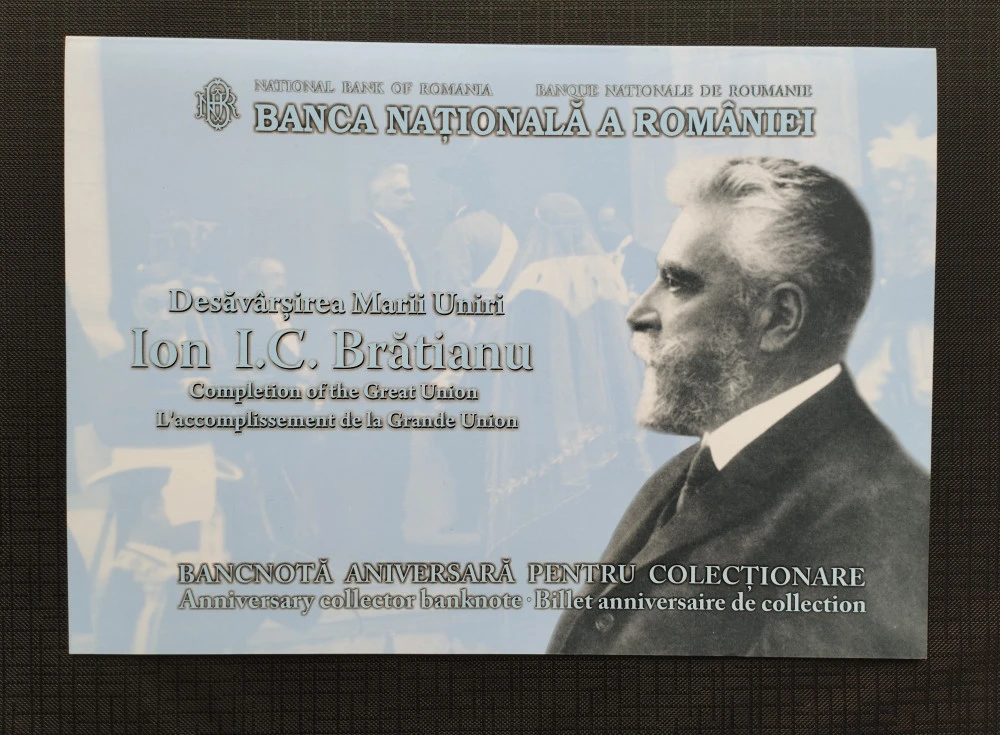 NATIONAL BANK OF ROMANIA BANQUE NATIONALE DE ROUMANIE
BANCA NAȚIONALĂ A ROMÂNIEI
Desăvârșirea Marii Uniri
Ion I.C. Brătianu
Completion of the Great Union
L'accomplissement de la Grande Union
BANCNOTĂ ANIVERSARĂ PENTRU COLECȚIONARE
Anniversary collector banknote · Billet anniversaire de collection